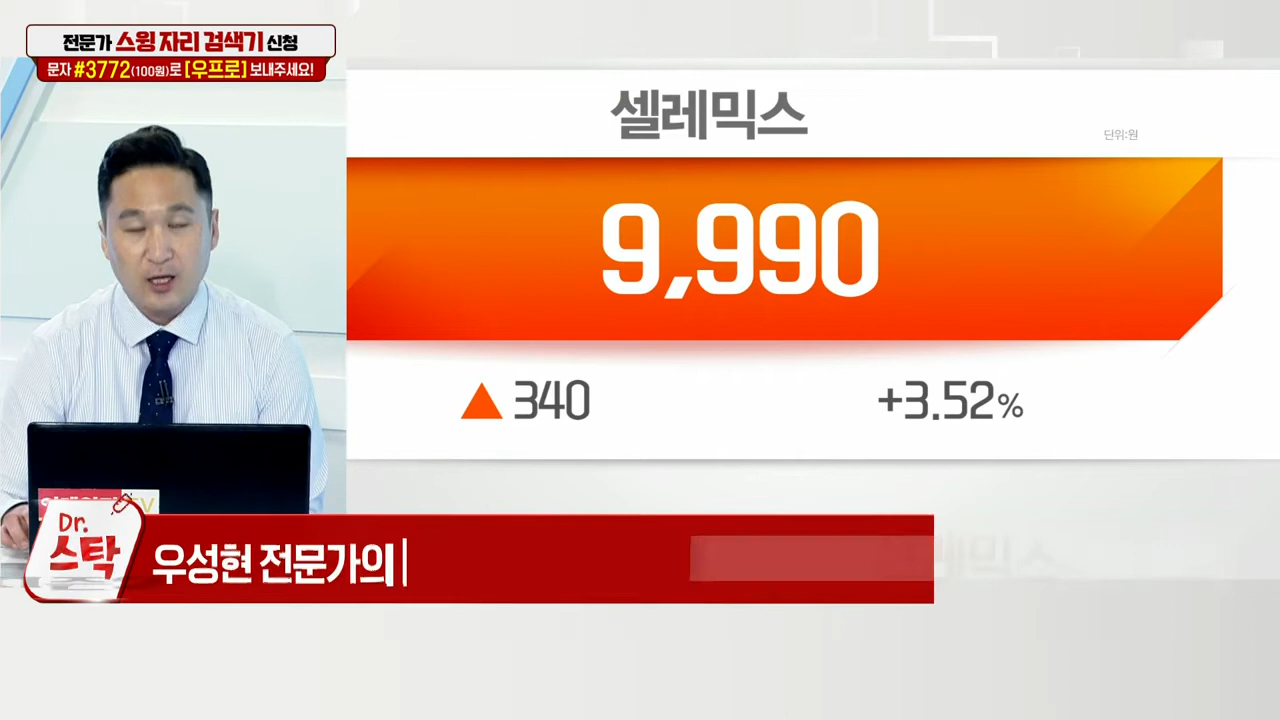 전문가 스윙 자리 검색기 신청
문자 #3772(100원)로 [우프로] 보내주세요!
셀레믹스
단위:원
9,990
▲ 340
+3.52%
Dr.
스탁
우성현 전문가의